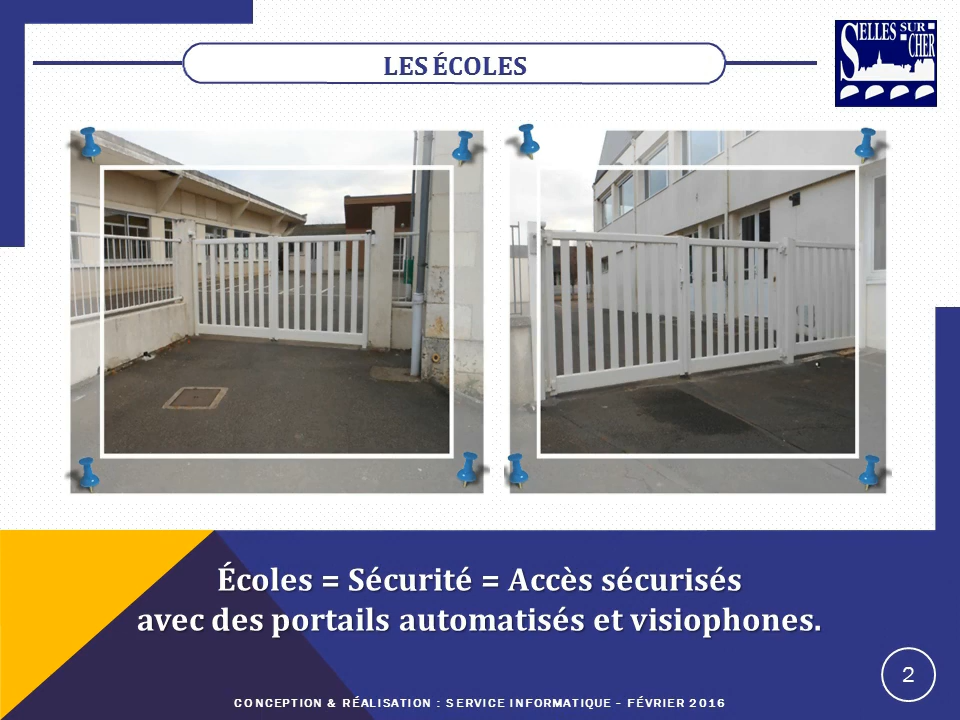 LES ÉCOLES
SELLES SUR
CHER
Écoles = Sécurité = Accès sécurisés
avec des portails automatisés et visiophones.
2
CONCEPTION & RÉALISATION : SERVICE INFORMATIQUE - FÉVRIER 2016